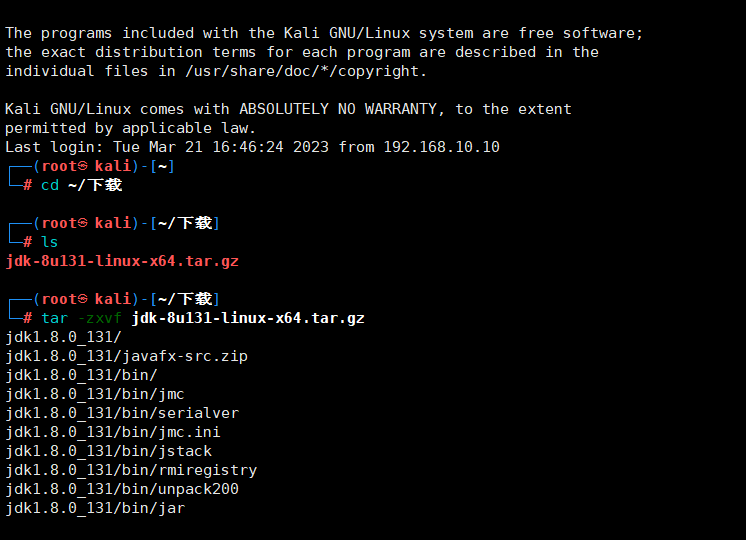 The programs included with the Kali GNU/Linux system are free software;
the exact distribution terms for each program are described in the
individual files in /usr/share/doc/*/copyright.
Kali GNU/Linux comes with ABSOLUTELY NO WARRANTY, to the extent
permitted by applicable law.
Last login: Tue Mar 21 16:46:24 2023 from 192.168.10.10
┌──(root㉿kali)-[~]
└─# cd ~/下载
┌──(root㉿kali)-[~/下载]
└─# ls
jdk-8u131-linux-x64.tar.gz
┌──(root㉿kali)-[~/下载]
└─# tar -zxvf jdk-8u131-linux-x64.tar.gz
jdk1.8.0_131/
jdk1.8.0_131/javafx-src.zip
jdk1.8.0_131/bin/
jdk1.8.0_131/bin/jmc
jdk1.8.0_131/bin/serialver
jdk1.8.0_131/bin/jmc.ini
jdk1.8.0_131/bin/jstack
jdk1.8.0_131/bin/rmiregistry
jdk1.8.0_131/bin/unpack200
jdk1.8.0_131/bin/jar